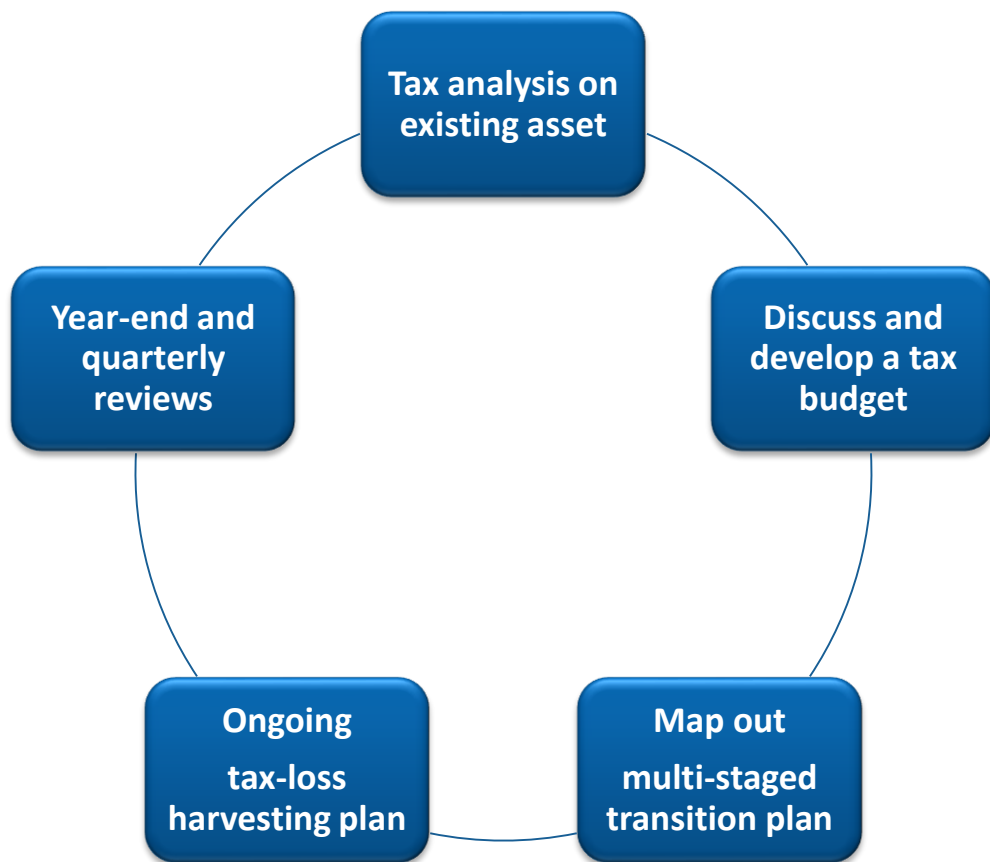 Tax analysis on
existing asset
Discuss and
develop a tax
budget
Map out
multi-staged
transition plan
Ongoing
tax-loss
harvesting plan
Year-end and
quarterly
reviews